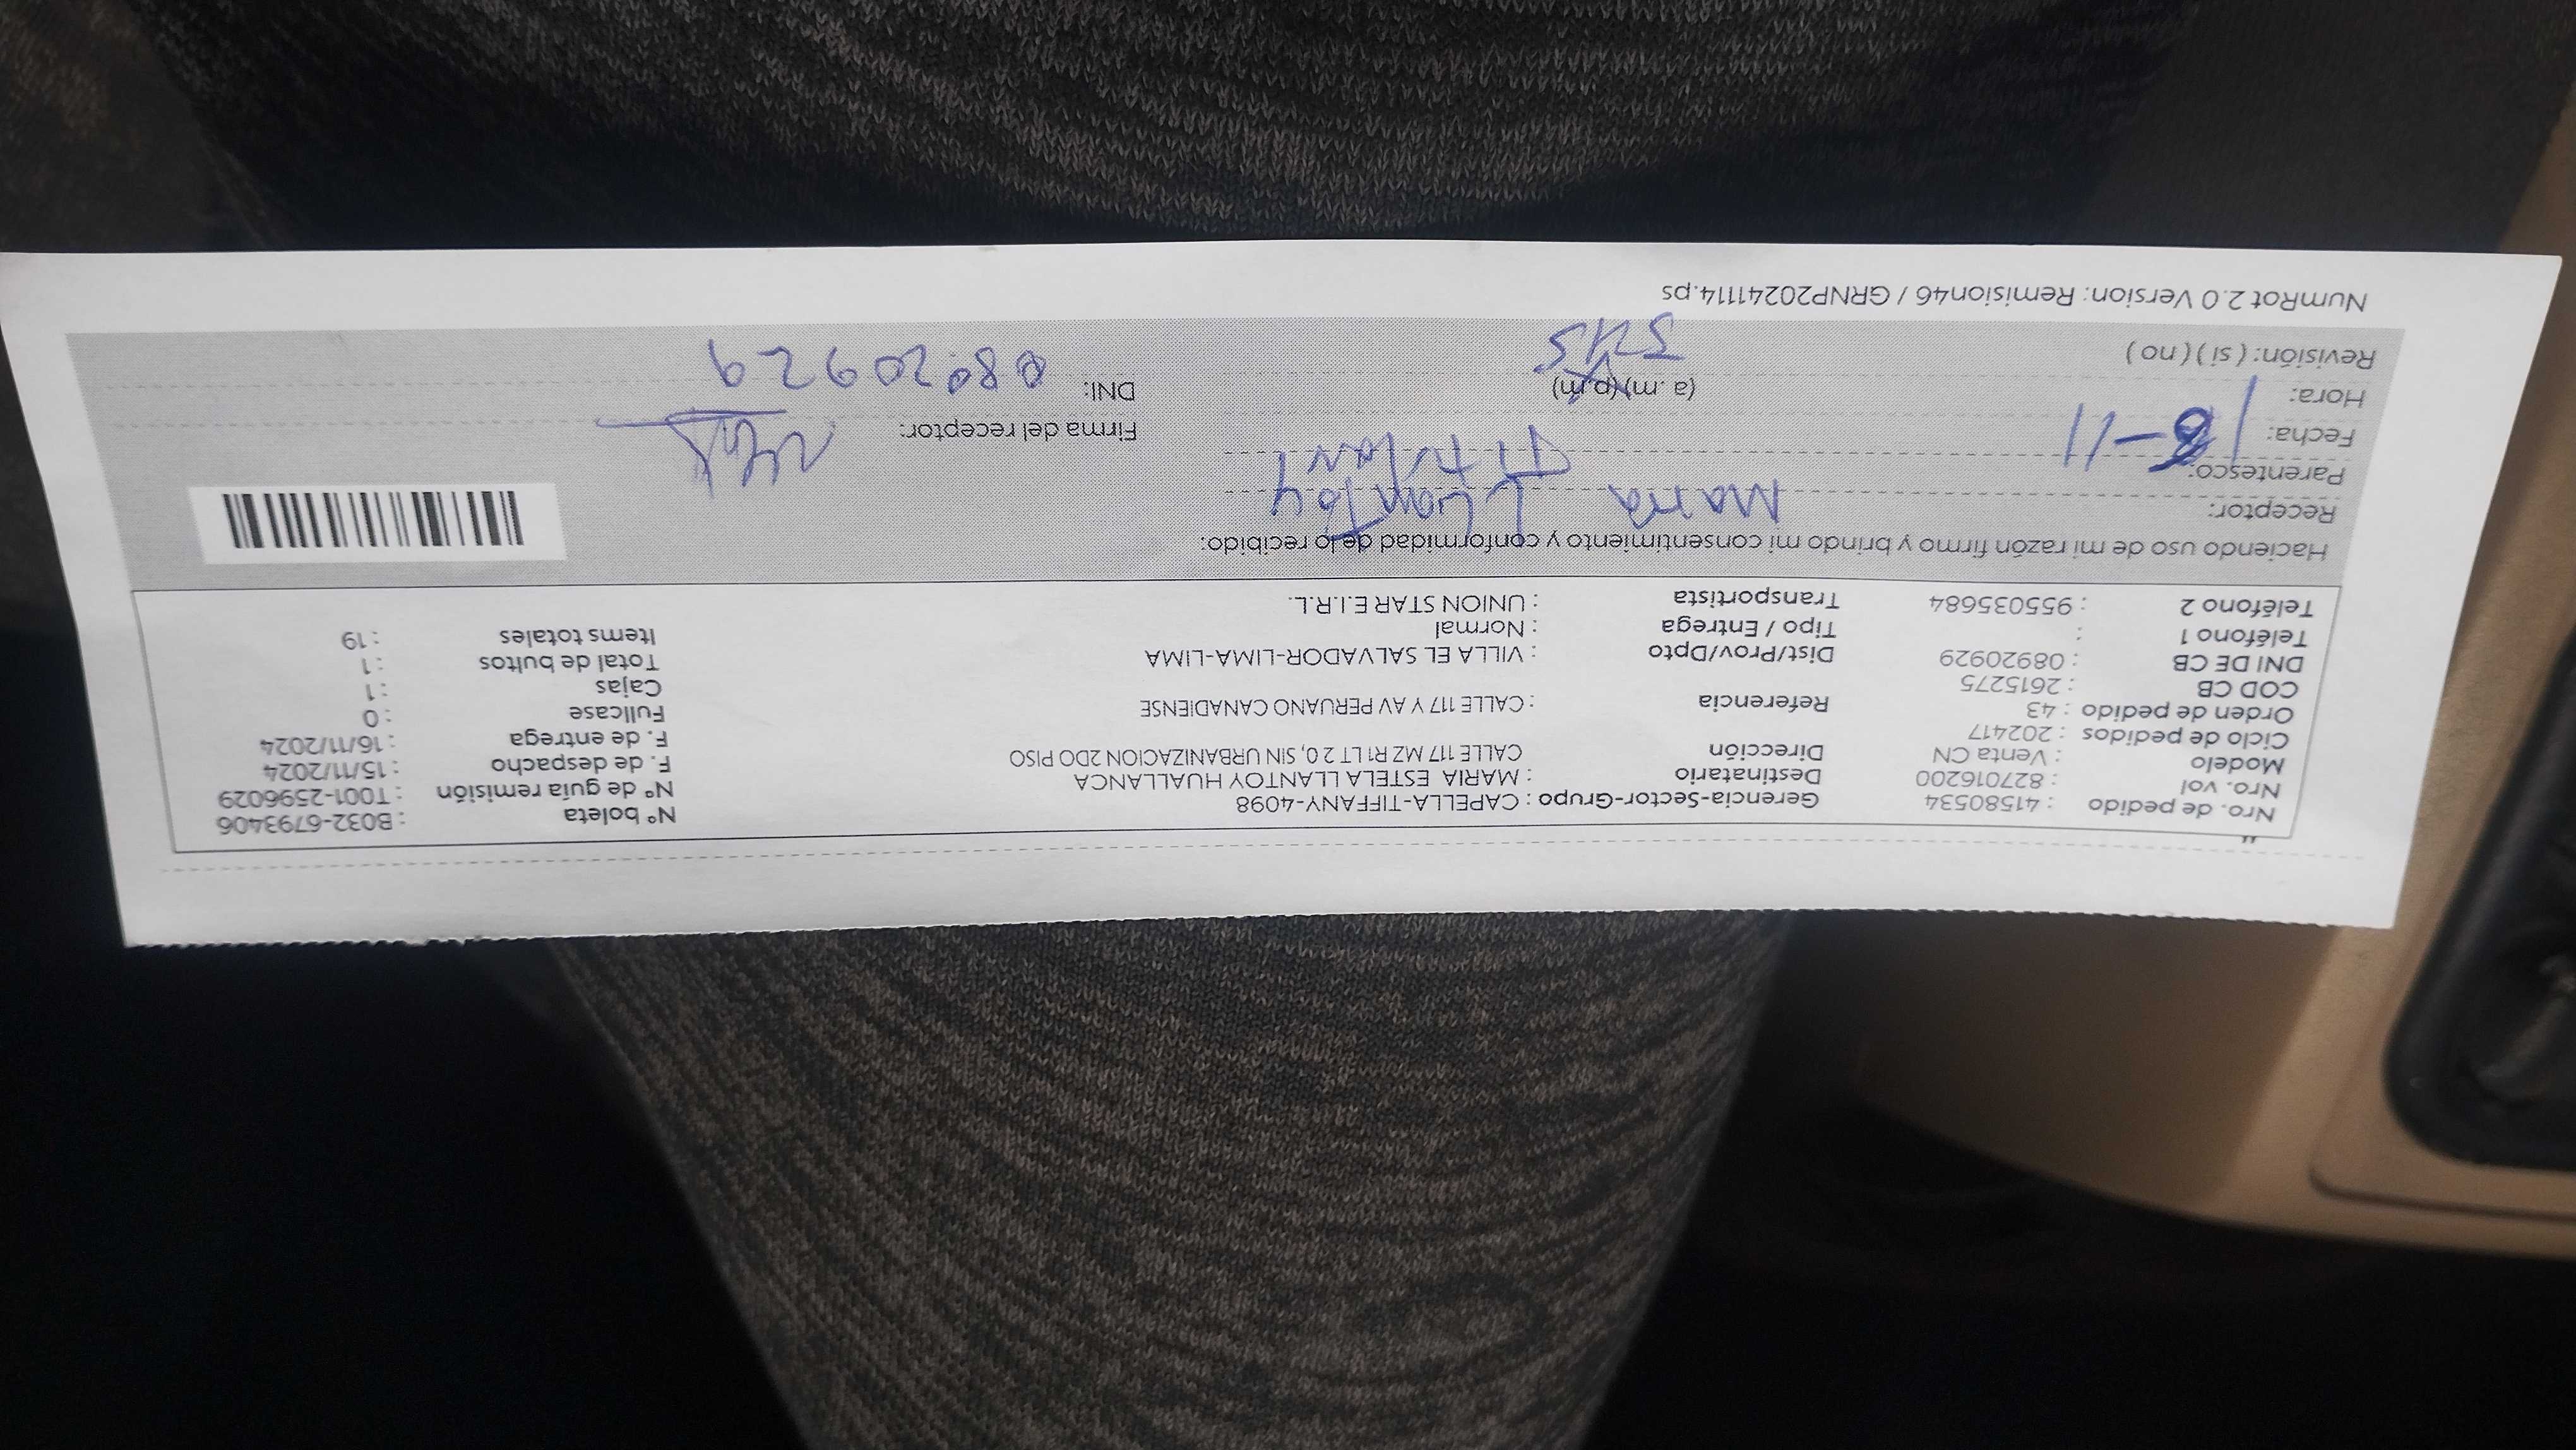 Nro. de pedido : 41580534 Gerencia-Sector-Grupo : CAPELLA-TIFFANY-4098 N° boleta : B032-6793406
Nro. vol : 827016200 Destinatario : MARIA ESTELA LLANTOY HUALLANCA N° de guía remisión : T001-2596029
Modelo : Venta CN Dirección CALLE 117 MZ R1 LT 2 0, SIN URBANIZACION 2DO PISO F. de despacho : 15/11/2024
Ciclo de pedidos : 202417 F. de entrega : 16/11/2024
Orden de pedido : 43 Referencia : CALLE 117 Y AV PERUANO CANADIENSE Fullcase : 0
COD CB : 2615275 Cajas : 1
DNI DE CB : 08920929 Dist/Prov/Dpto : VILLA EL SALVADOR-LIMA-LIMA Total de bultos : 1
Teléfono 1 : Tipo / Entrega : Normal Items totales : 19
Teléfono 2 : 955035684 Transportista : UNION STAR E.I.R.L.
Haciendo uso de mi razón firmo y brindo mi consentimiento y conformidad de lo recibido:
Receptor: Maria Llantoy
Parentesco: Titular
Fecha: 18-11 Firma del receptor:
Hora: (a.m)(p.m) DNI:
Revisión: ( si ) ( no )
NumRot 2.0 Version: Remision46 / GRNP20241114.ps